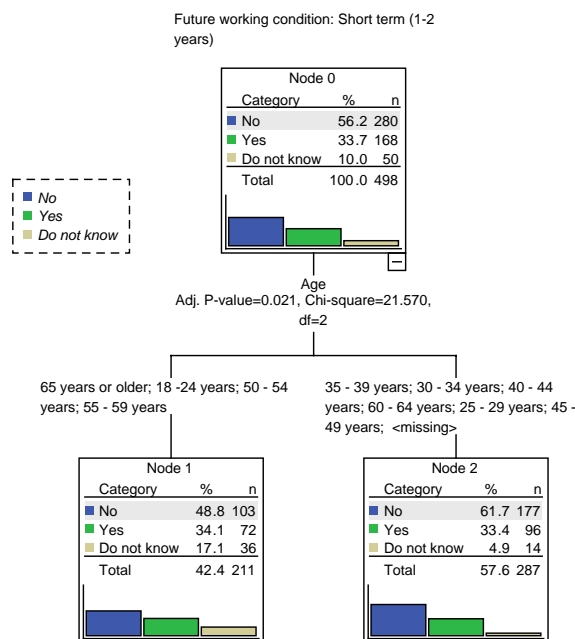 Future working condition: Short term (1-2
years)
Node 0
Category % n
No 56.2 280
Yes 33.7 168
Do not know 10.0 50
Total 100.0 498
No
Yes
Do not know
Age
Adj. P-value=0.021, Chi-square=21.570,
df=2
65 years or older; 18 -24 years; 50 - 54
years; 55 - 59 years
35 - 39 years; 30 - 34 years; 40 - 44
years; 60 - 64 years; 25 - 29 years; 45 -
49 years; <missing>
Node 1
Category % n
No 48.8 103
Yes 34.1 72
Do not know 17.1 36
Total 42.4 211
Node 2
Category % n
No 61.7 177
Yes 33.4 96
Do not know 4.9 14
Total 57.6 287